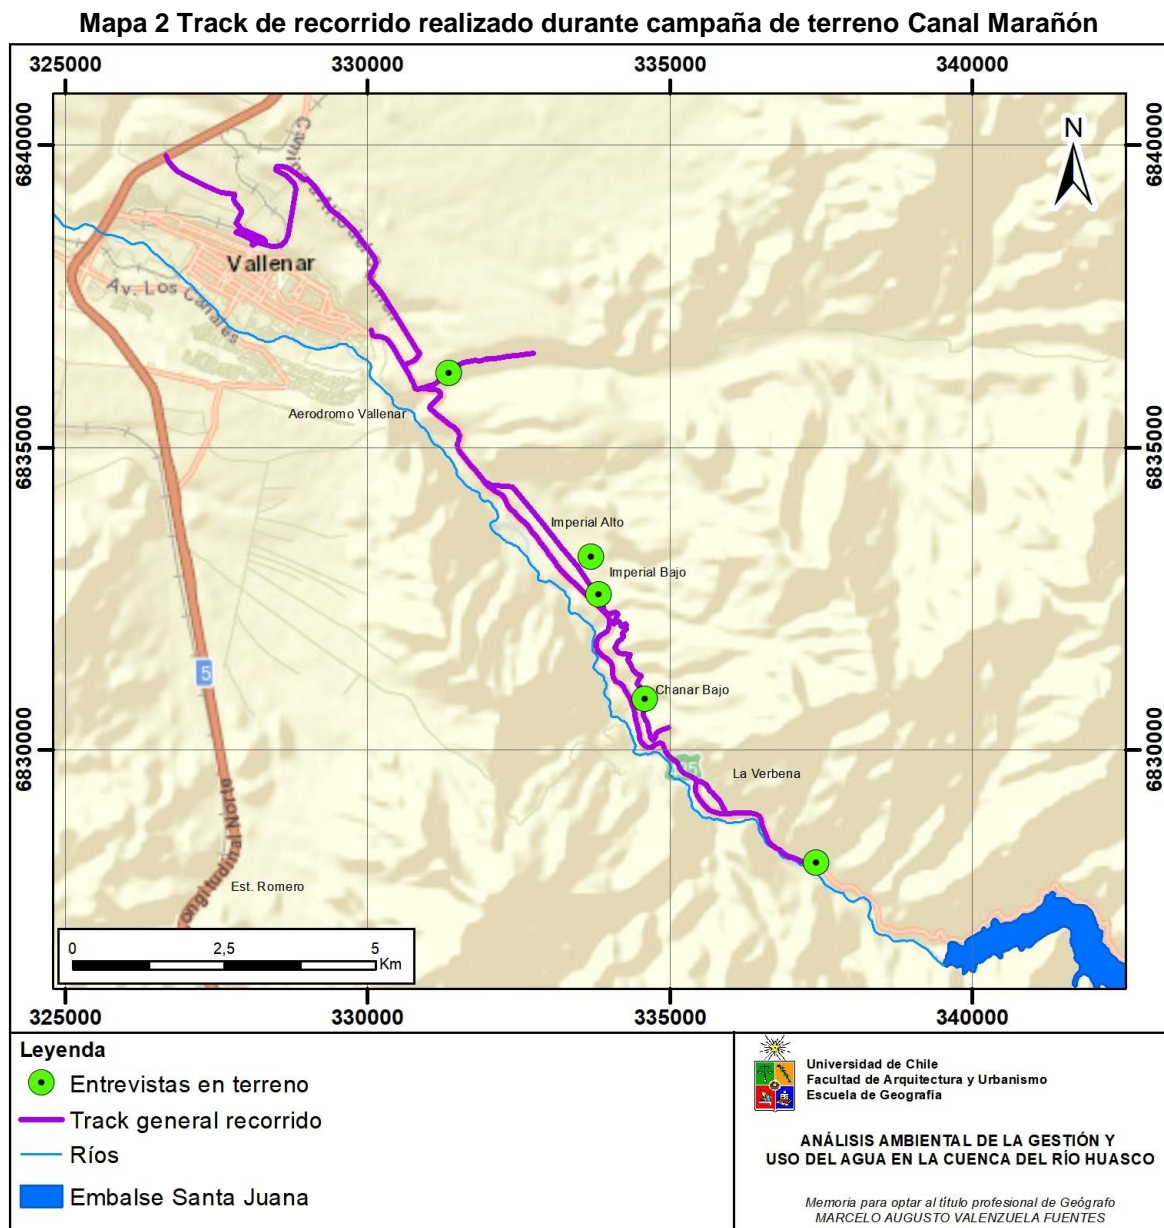 Mapa 2 Track de recorrido realizado durante campaña de terreno Canal Marañón
325000 330000 335000 340000
6840000 6840000
N
Vallenar
Av. Los Canares
Aerodromo Vallenar
6835000 6835000
Imperial Alto
Imperial Bajo
5
Chanar Bajo
6830000 6830000
La Verbena
Est. Romero
0 2,5 5
Km
325000 330000 335000 340000
Leyenda
Entrevistas en terreno
Track general recorrido
Ríos
Embalse Santa Juana
Universidad de Chile
Facultad de Arquitectura y Urbanismo
Escuela de Geografía
ANÁLISIS AMBIENTAL DE LA GESTIÓN Y
USO DEL AGUA EN LA CUENCA DEL RÍO HUASCO
Memoria para optar al título profesional de Geógrafo
MARCELO AUGUSTO VALENZUELA FUENTES